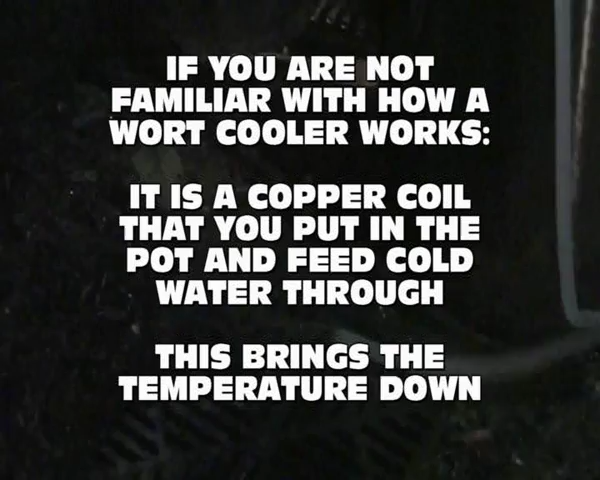 IF YOU ARE NOT
FAMILIAR WITH HOW A
WORT COOLER WORKS:
IT IS A COPPER COIL
THAT YOU PUT IN THE
POT AND FEED COLD
WATER THROUGH
THIS BRINGS THE
TEMPERATURE DOWN